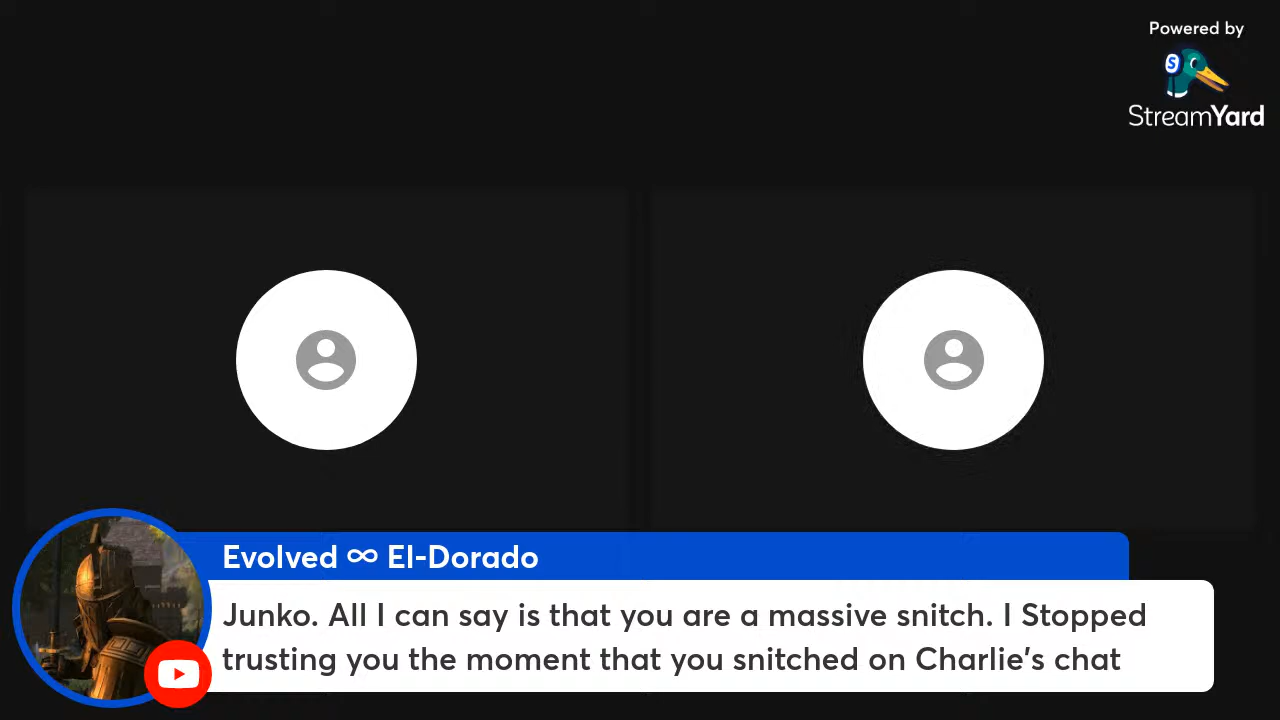 Powered by
S
StreamYard
Evolved ∞ El-Dorado
Junko. All I can say is that you are a massive snitch. I Stopped
trusting you the moment that you snitched on Charlie's chat